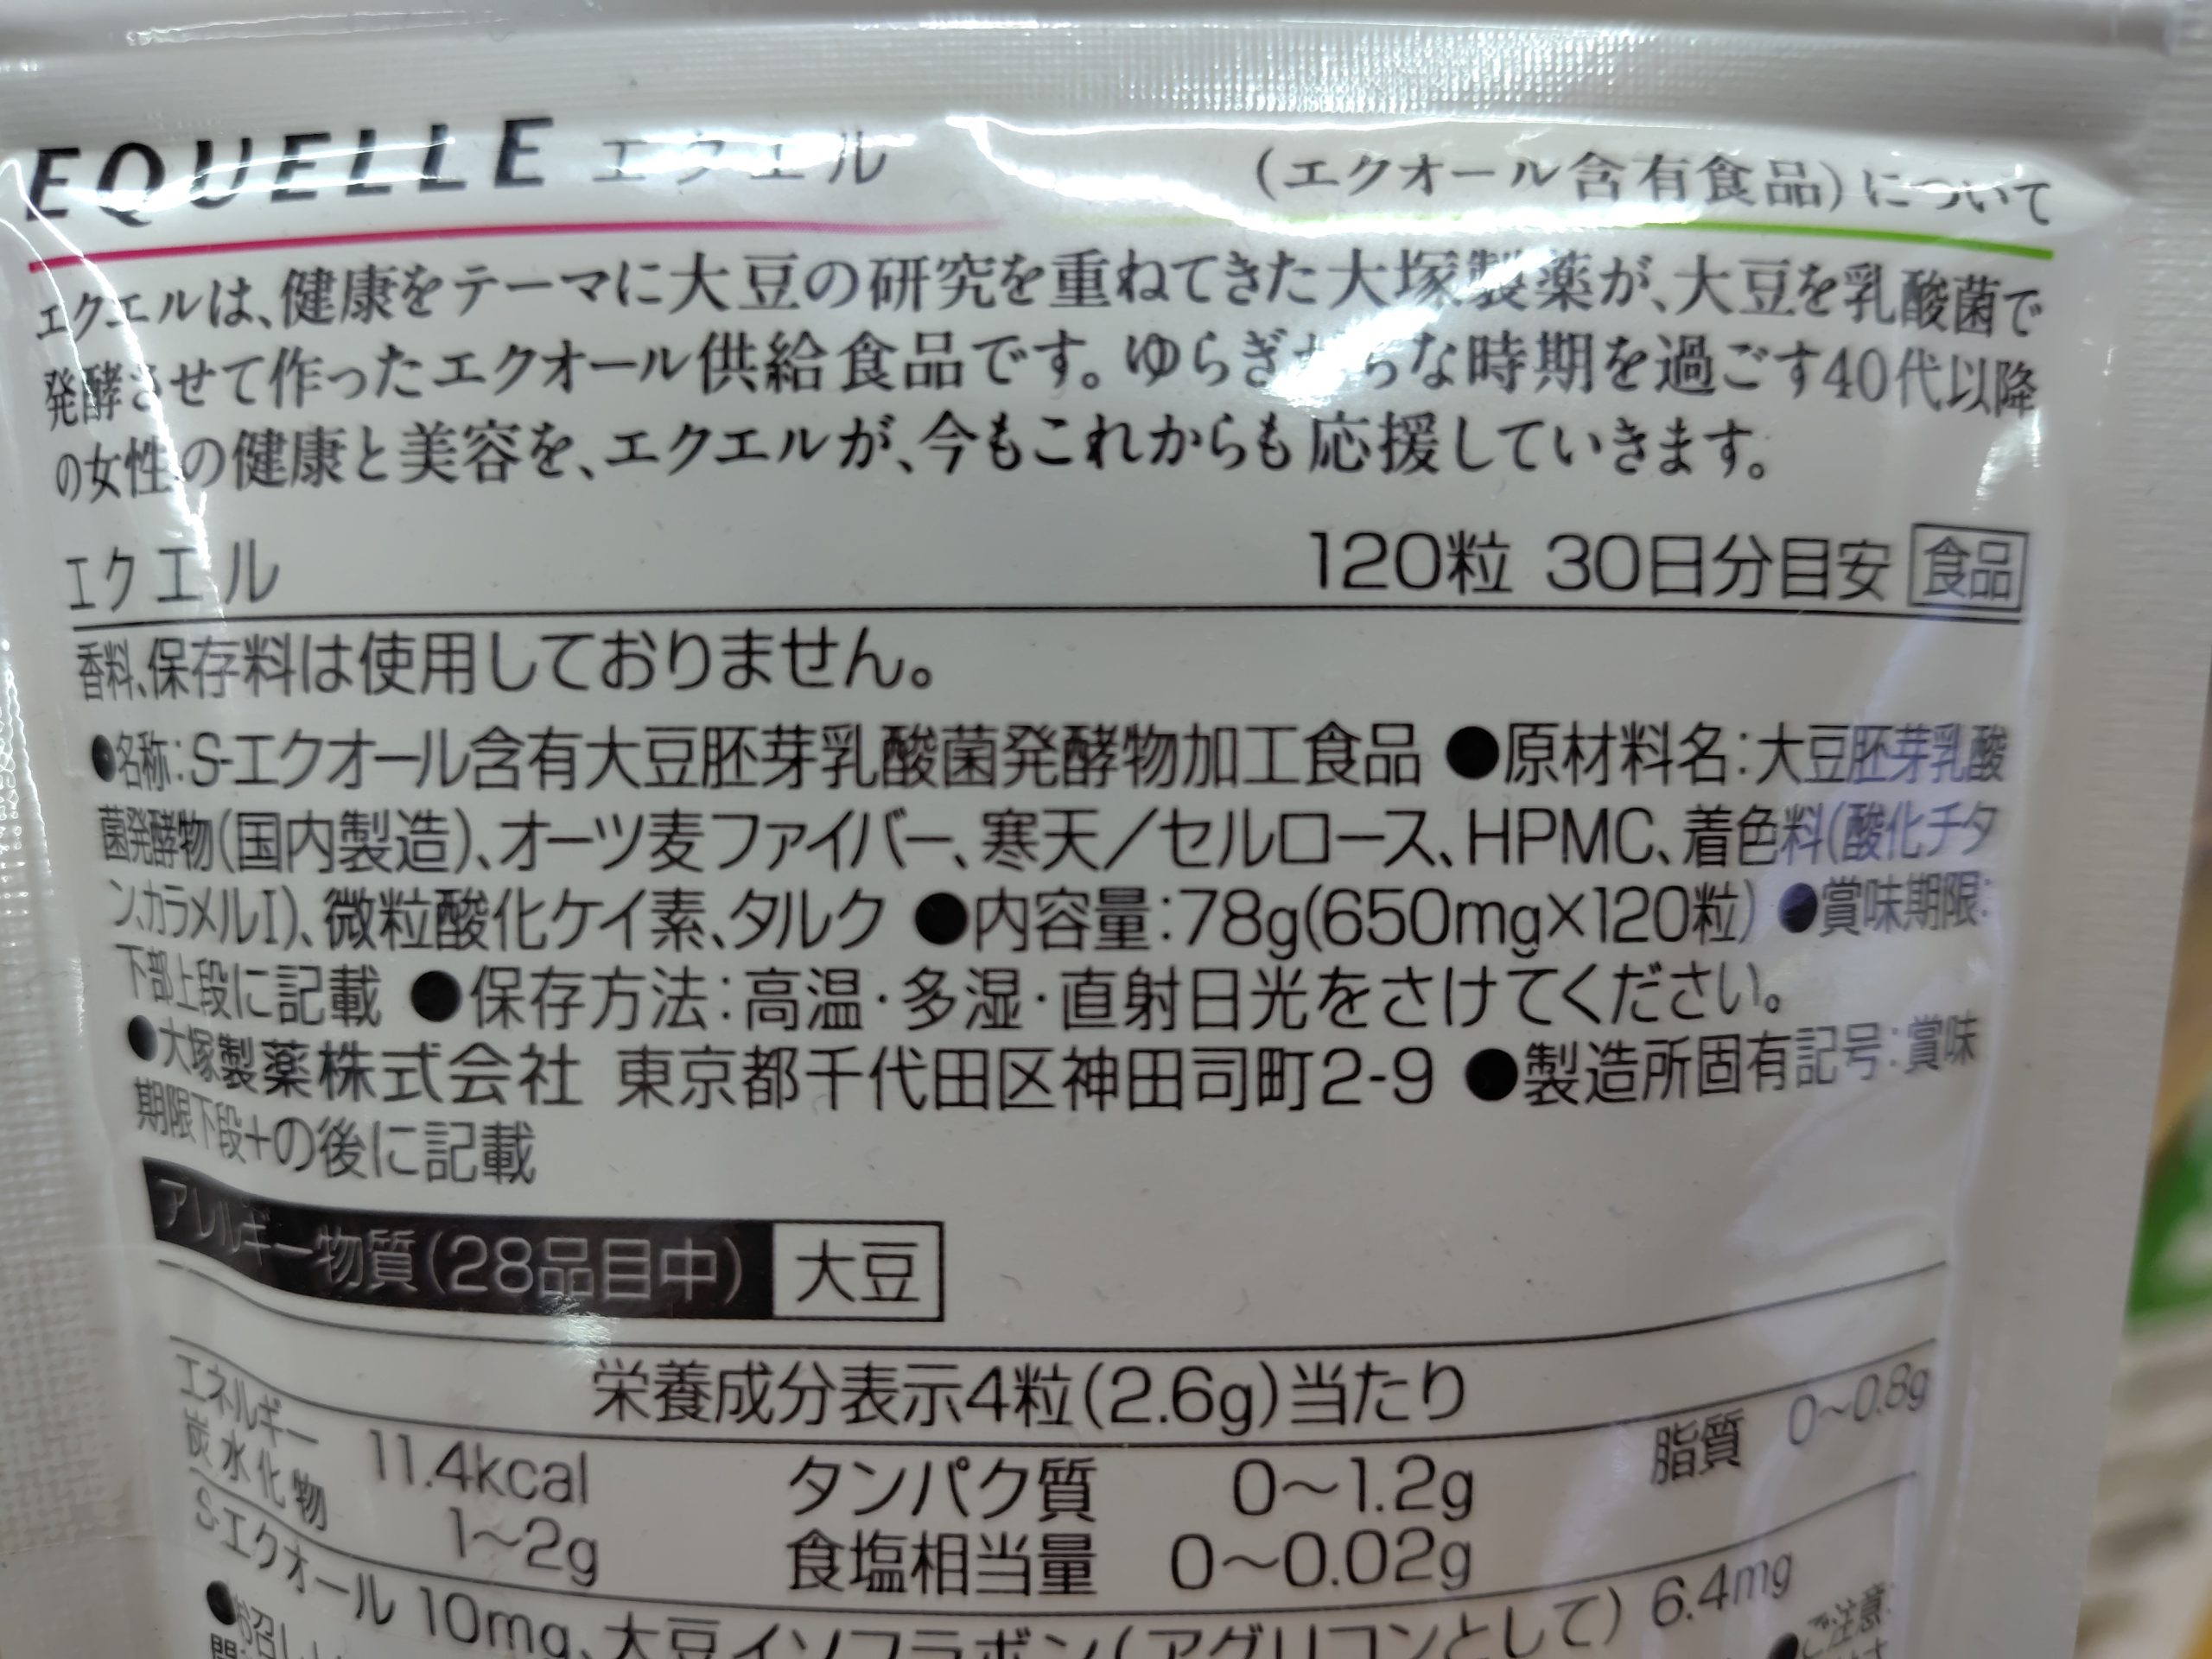 EQUELLE エクエル (エクオール含有食品)について
エクエルは、健康をテーマに大豆の研究を重ねてきた大塚製薬が、大豆を乳酸菌で
発酵させて作ったエクオール供給食品です。ゆらぎがちな時期を過ごす40代以降
の女性の健康と美容を、エクエルが、今もこれからも応援していきます。
エクエル 120粒 30日分目安 食品
香料、保存料は使用しておりません。
●名称:S-エクオール含有大豆胚芽乳酸菌発酵物加工食品 ●原材料名:大豆胚芽乳酸
菌発酵物(国内製造)、オーツ麦ファイバー、寒天/セルロース、HPMC、着色料(酸化チタ
ン、カラメルI)、微粒酸化ケイ素、タルク ●内容量:78g(650mg×120粒) ●賞味期限:
下部上段に記載 ●保存方法:高温・多湿・直射日光をさけてください。
●大塚製薬株式会社 東京都千代田区神田司町2-9 ●製造所固有記号:賞味
期限下段+の後に記載
アレルギー物質(28品目中) 大豆
栄養成分表示4粒(2.6g)当たり
エネルギー 11.4kcal タンパク質 0~1.2g 脂質 0~0.8g
炭水化物 1~2g 食塩相当量 0~0.02g
S-エクオール 10mg、大豆イソフラボン(アグリコンとして) 6.4mg
●お召し ●ご注意